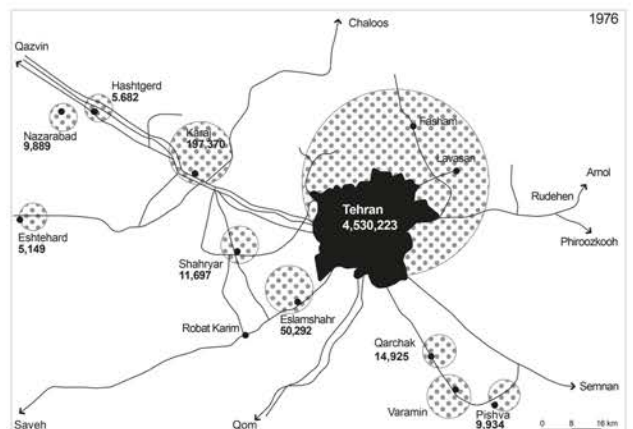 1976
Chaloos
Qazvin
Hashtgerd
5.682
Nazarabad
9,889
Karaj
197,370
Fasham
Lavasan
Tehran
4,530,223
Rudehen
Amol
Phiroozkooh
Eshtehard
5,149
Shahryar
11,697
Eslamshahr
50,292
Robat Karim
Qarchak
14,925
Varamin
Pishva
9.934
Semnan
Saveh
Qom
0 8 16 km